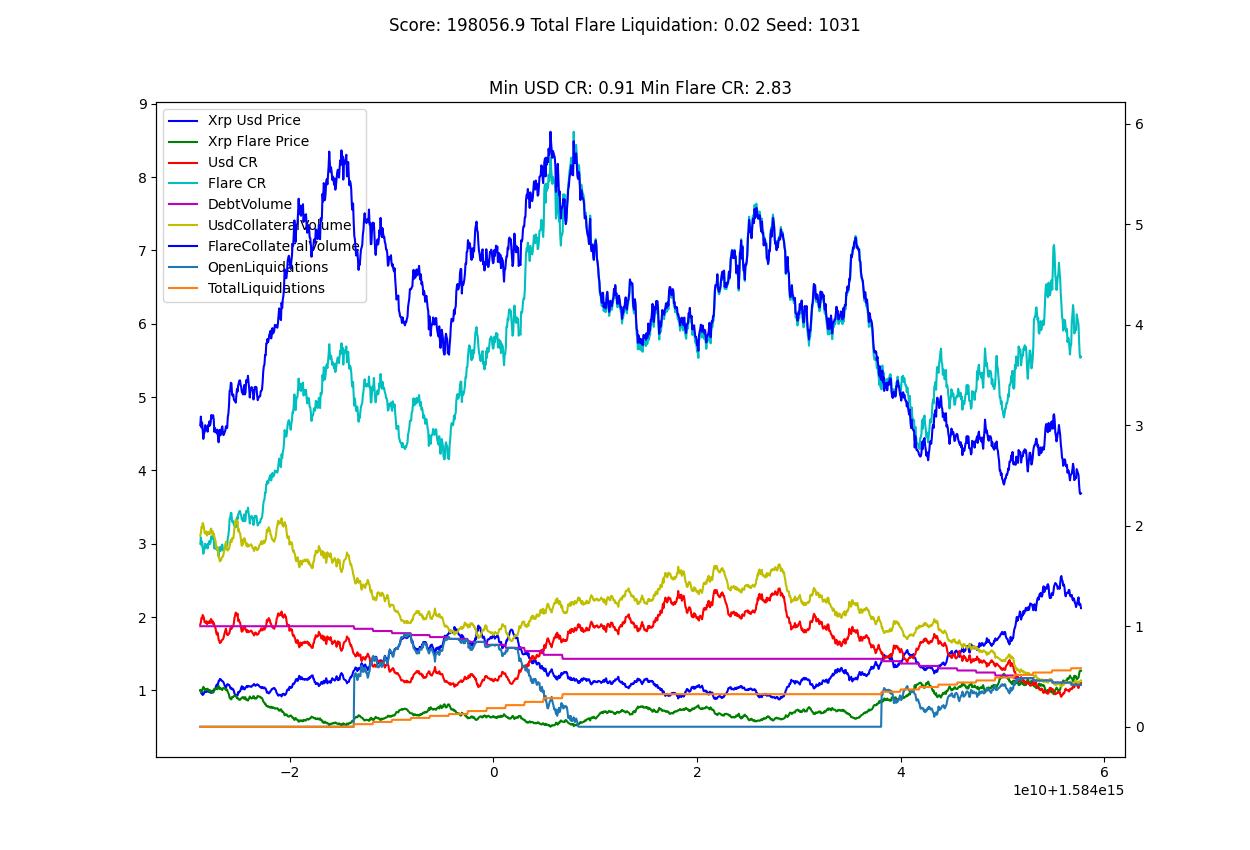 Score: 198056.9 Total Flare Liquidation: 0.02 Seed: 1031
Min USD CR: 0.91 Min Flare CR: 2.83
Xrp Usd Price
Xrp Flare Price
Usd CR
Flare CR
DebtVolume
UsdCollateralVolume
FlareCollateralVolume
OpenLiquidations
TotalLiquidations
9
8
7
6
5
4
3
2
1
6
5
4
3
2
1
0
−2
0
2
4
6
1e10+1.584e15